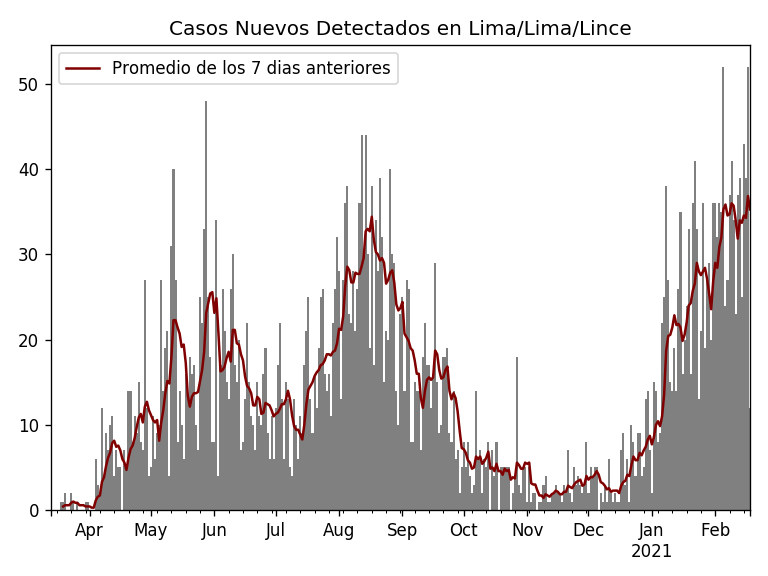 Casos Nuevos Detectados en Lima/Lima/Lince
Promedio de los 7 dias anteriores
50
40
30
20
10
0
Apr May Jun Jul Aug Sep Oct Nov Dec Jan Feb
2021